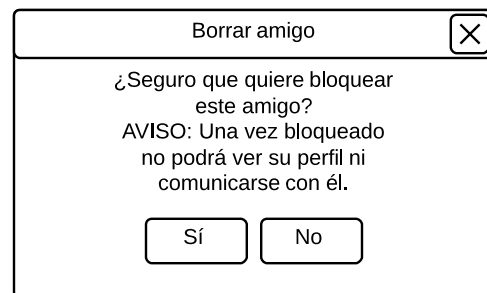 Borrar amigo
¿Seguro que quiere bloquear
este amigo?
AVISO: Una vez bloqueado
no podrá ver su perfil ni
comunicarse con él.
Sí
No